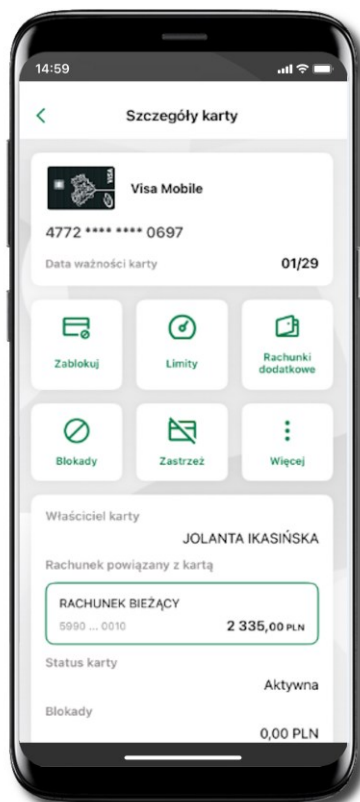 14:59
Szczegóły karty
VISA
Visa Mobile
4772 **** **** 0697
Data ważności karty 01/29
Zablokuj Limity Rachunki dodatkowe
Blokady Zastrzeż Więcej
Właściciel karty
JOLANTA IKASIŃSKA
Rachunek powiązany z kartą
RACHUNEK BIEŻĄCY
5990 ... 0010 2 335,00 PLN
Status karty
Aktywna
Blokady
0,00 PLN